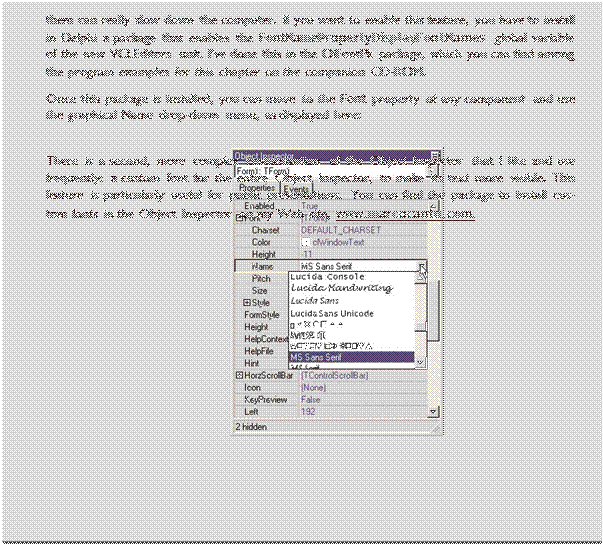 them can really slow down the computer. If you want to enable this feature, you have to install
in Delphi a package that enables the FontNamePropertyDisplayFontNames global variable
of the new VCLEditors unit. I've done this in the package, which you can find among
the program examples for this chapter on the companion CD-ROM.
Once this package is installed, you can move to the Font property of any component and use
the graphical Name drop-down menu, as displayed here:
There is a second, more complex customization of the Object Inspector that I like and use
frequently: a custom font for the entire Object Inspector, to make its text more visible. This
feature is particularly useful for public presentations. You can find the package to install cus-
tom fonts in the Object Inspector on my Web site, www.marcocantu.com.
Object Inspector
Form1: TForm1
Properties Events
Enabled True
Font
Charset DEFAULT_CHARSET
Color clWindowText
Height -11
Name MS Sans Serif
Pitch Lucida Console
Size Lucida Handwriting
Style Lucida Sans
FormStyle Lucida Sans Unicode
Height
HelpContext
HelpFile
Hint MS Sans Serif
MS Serif
HorzScrollBar (TControlScrollBar)
Icon (None)
KeyPreview False
Left 192
2 hidden